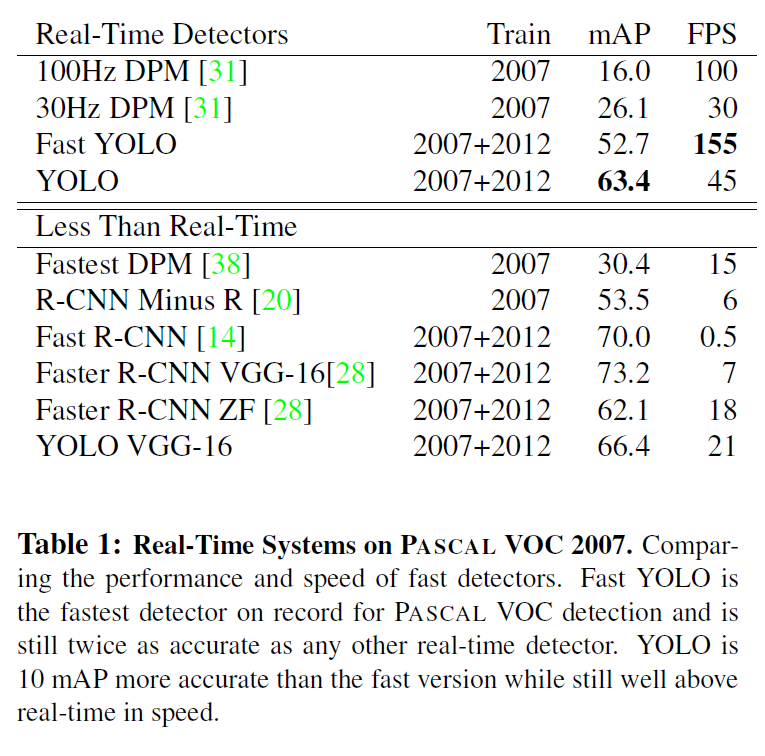 Real-Time Detectors Train mAP FPS
100Hz DPM [31] 2007 16.0 100
30Hz DPM [31] 2007 26.1 30
Fast YOLO 2007+2012 52.7 155
YOLO 2007+2012 63.4 45
Less Than Real-Time
Fastest DPM [38] 2007 30.4 15
R-CNN Minus R [20] 2007 53.5 6
Fast R-CNN [14] 2007+2012 70.0 0.5
Faster R-CNN VGG-16[28] 2007+2012 73.2 7
Faster R-CNN ZF [28] 2007+2012 62.1 18
YOLO VGG-16 2007+2012 66.4 21
Table 1: Real-Time Systems on PASCAL VOC 2007. Compar-
ing the performance and speed of fast detectors. Fast YOLO is
the fastest detector on record for PASCAL VOC detection and is
still twice as accurate as any other real-time detector. YOLO is
10 mAP more accurate than the fast version while still well above
real-time in speed.